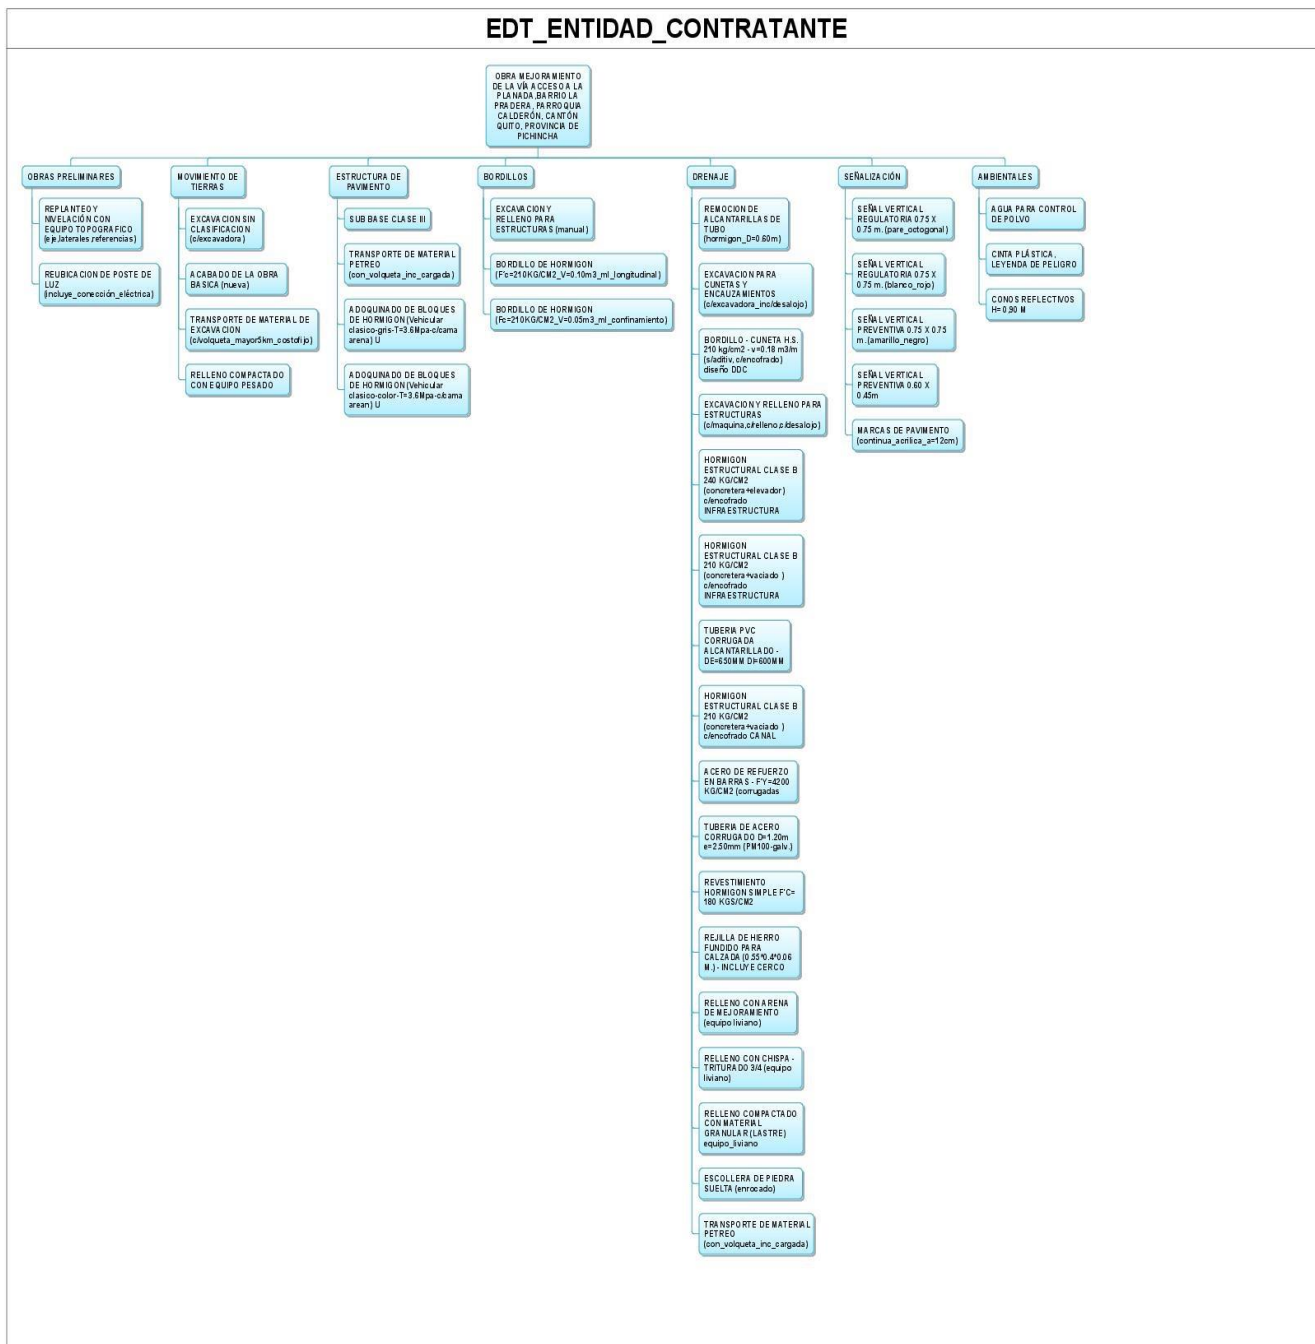 EDT_ENTIDAD_CONTRATANTE
OBRA MEJORAMIENTO
DE LA VÍA ACCESO A LA
PLANADA,BARRIO LA
PRADERA, PARROQUIA
CALDERÓN, CANTÓN
QUITO, PROVINCIA DE
PICHINCHA
OBRAS PRELIMINARES
REPLANTEO Y
NIVELACIÓN CON
EQUIPO TOPOGRAFICO
(eje,laterales,referencias)
REUBICACION DE POSTE DE
LUZ
(incluye_conección_eléctrica)
MOVIMIENTO DE
TIERRAS
EXCAVACION SIN
CLASIFICACION
(c/excavadora)
ACABADO DE LA OBRA
BASICA (nueva)
TRANSPORTE DE MATERIAL DE
EXCAVACION
(c/volqueta_mayor5km_costofijo)
RELLENO COMPACTADO
CON EQUIPO PESADO
ESTRUCTURA DE
PAVIMENTO
SUB BASE CLASE III
TRANSPORTE DE MATERIAL
PETREO
(con_volqueta_inc_cargada)
ADOQUINADO DE BLOQUES
DE HORMIGON (Vehicular
clasico-gris-T=3.6Mpa-c/cama
arena) U
ADOQUINADO DE BLOQUES
DE HORMIGON (Vehicular
clasico-color-T=3.6Mpa-c/cama
arean) U
BORDILLOS
EXCAVACION Y
RELLENO PARA
ESTRUCTURAS (manual)
BORDILLO DE HORMIGON
(F'c=210KG/CM2_V=0.10m3_ml_longitudinal)
BORDILLO DE HORMIGON
(Fc=210KG/CM2_V=0.05m3_ml_confinamiento)
DRENAJE
REMOCION DE
ALCANTARILLAS DE
TUBO
(hormigon_D=0.60m)
EXCAVACION PARA
CUNETAS Y
ENCAUZAMIENTOS
(c/excavadora_inc/desalojo)
BORDILLO - CUNETA H.S.
210 kg/cm2 - v=0.18 m3/m
(s/aditiv, c/encofrado)
diseño DDC
EXCAVACION Y RELLENO PARA
ESTRUCTURAS
(c/maquina,c/relleno,c/desalojo)
HORMIGON
ESTRUCTURAL CLASE B
240 KG/CM2
(concretera+elevador)
c/encofrado
INFRAESTRUCTURA
HORMIGON
ESTRUCTURAL CLASE B
210 KG/CM2
(concretera+vaciado )
c/encofrado
INFRAESTRUCTURA
TUBERIA PVC
CORRUGADA
ALCANTARILLADO -
DE=650MM DI=600MM
HORMIGON
ESTRUCTURAL CLASE B
210 KG/CM2
(concretera+vaciado )
c/encofrado CANAL
ACERO DE REFUERZO
EN BARRAS - F'Y=4200
KG/CM2 (corrugadas
TUBERIA DE ACERO
CORRUGADO D=1.20m
e=2.50mm (PM100-galv.)
REVESTIMIENTO
HORMIGON SIMPLE F'C=
180 KGS/CM2
REJILLA DE HIERRO
FUNDIDO PARA
CALZADA (0.55*0.4*0.06
M.) - INCLUYE CERCO
RELLENO CON ARENA
DE MEJORAMIENTO
(equipo liviano)
RELLENO CON CHISPA -
TRITURADO 3/4 (equipo
liviano)
RELLENO COMPACTADO
CON MATERIAL
GRANULAR (LASTRE)
equipo_liviano
ESCOLLERA DE PIEDRA
SUELTA (enrocado)
TRANSPORTE DE MATERIAL
PETREO
(con_volqueta_inc_cargada)
SEÑALIZACIÓN
SEÑAL VERTICAL
REGULATORIA 0.75 X
0.75 m. (pare_octogonal)
SEÑAL VERTICAL
REGULATORIA 0.75 X
0.75 m. (blanco_rojo)
SEÑAL VERTICAL
PREVENTIVA 0.75 X 0.75
m. (amarillo_negro)
SEÑAL VERTICAL
PREVENTIVA 0.60 X
0.45m
MARCAS DE PAVIMENTO
(continua_acrilica_a=12cm)
AMBIENTALES
AGUA PARA CONTROL
DE POLVO
CINTA PLÁSTICA,
LEYENDA DE PELIGRO
CONOS REFLECTIVOS
H= 0,90 M